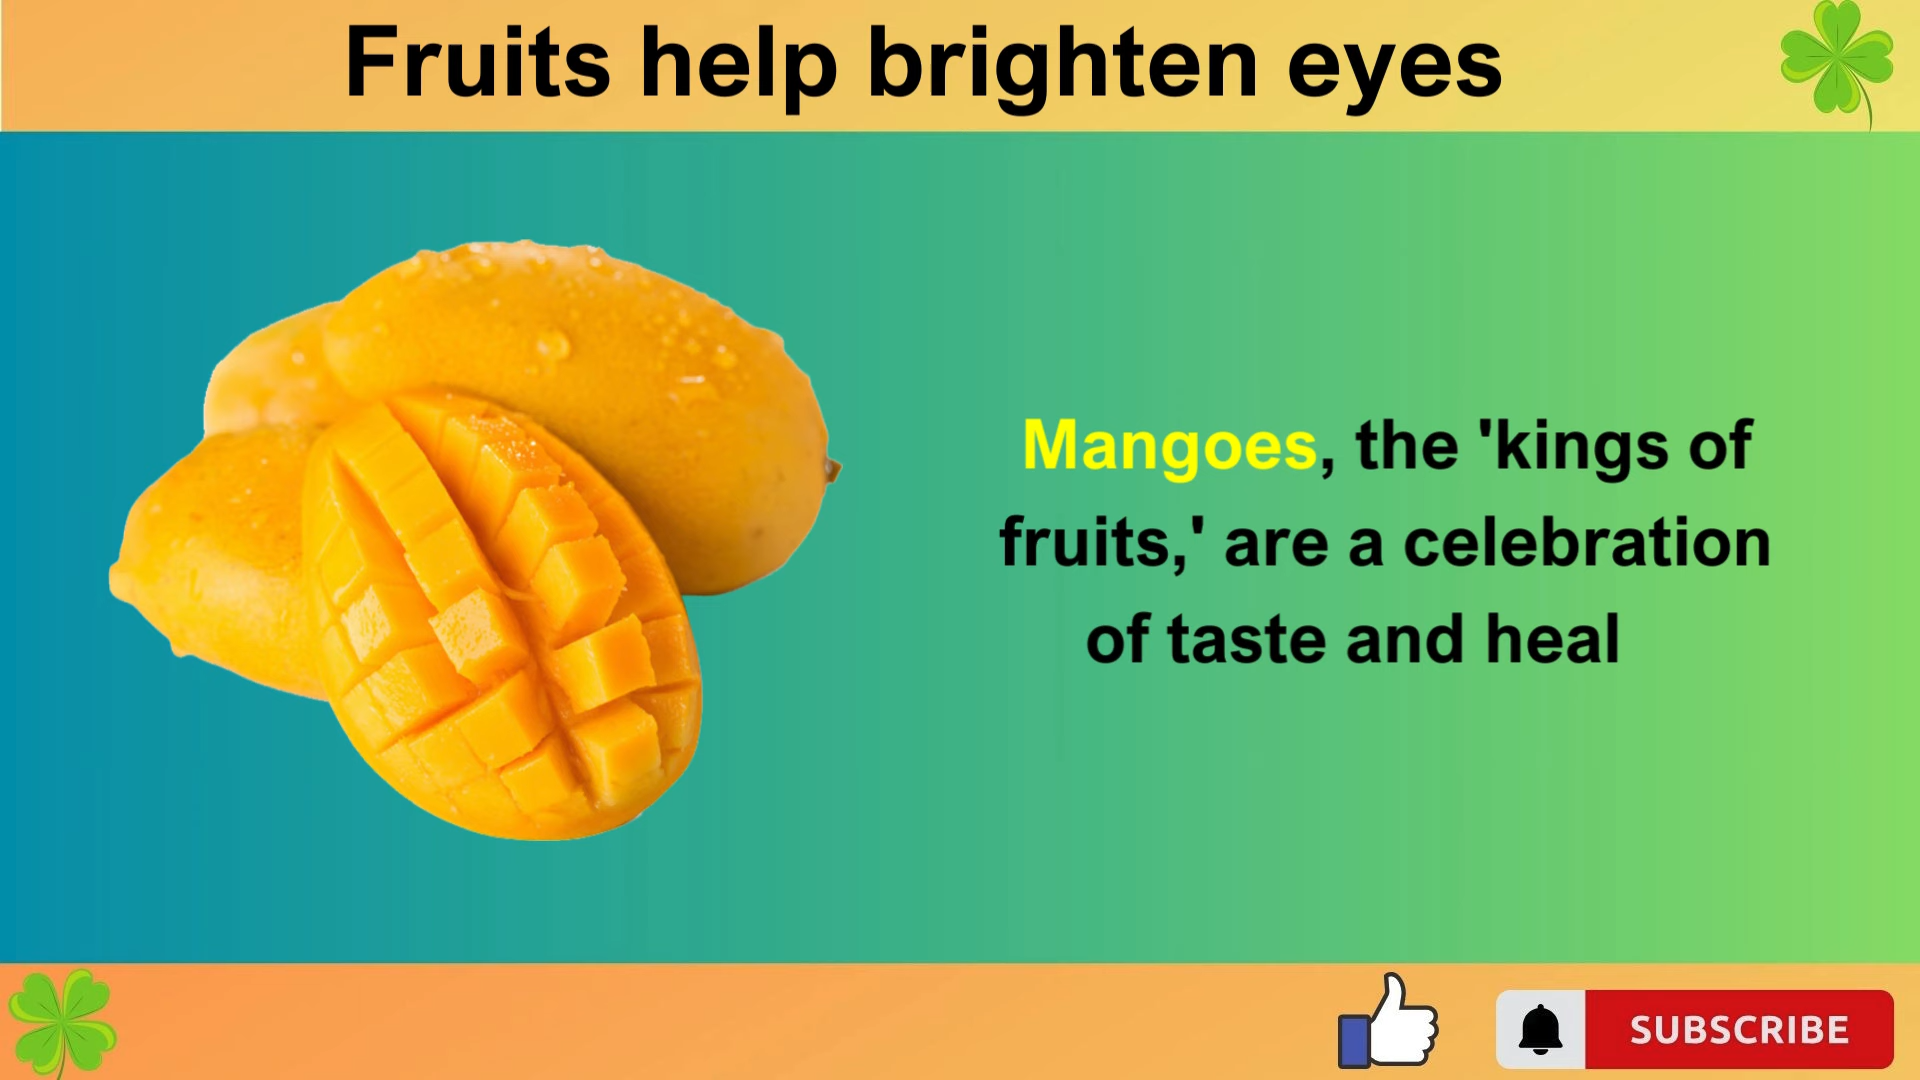 Fruits help brighten eyes
Mangoes, the 'kings of
fruits,' are a celebration
of taste and heal
SUBSCRIBE